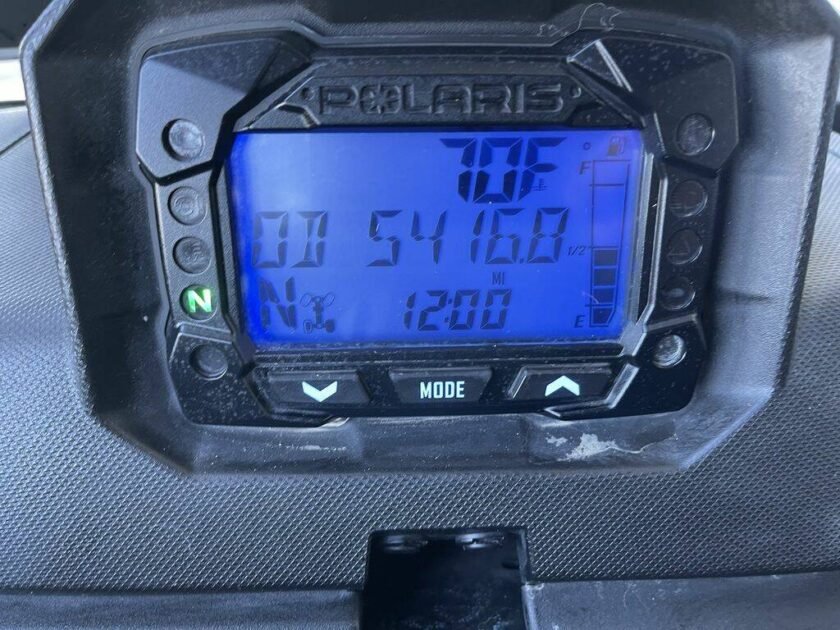 POLARIS
70F
F
OD 5416.8
1/2
MI
N
N 12:00
E
MODE